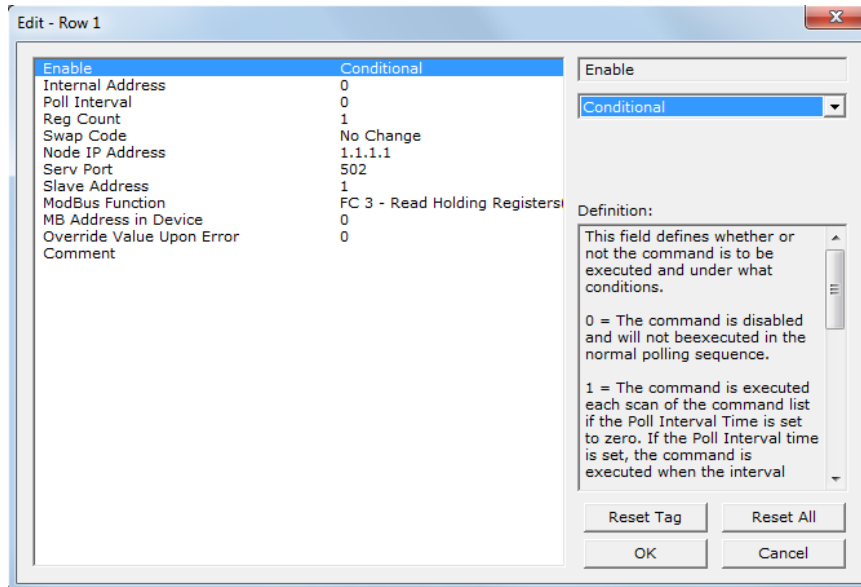 Edit - Row 1
Enable Conditional
Internal Address 0
Poll Interval 0
Reg Count 1
Swap Code No Change
Node IP Address 1.1.1.1
Serv Port 502
Slave Address 1
ModBus Function FC 3 - Read Holding Registers(
MB Address in Device 0
Override Value Upon Error 0
Comment
Enable
Conditional
Definition:
This field defines whether or
not the command is to be
executed and under what
conditions.
0 = The command is disabled
and will not beexecuted in the
normal polling sequence.
1 = The command is executed
each scan of the command list
if the Poll Interval Time is set
to zero. If the Poll Interval time
is set, the command is
executed when the interval
Reset Tag Reset All
OK Cancel